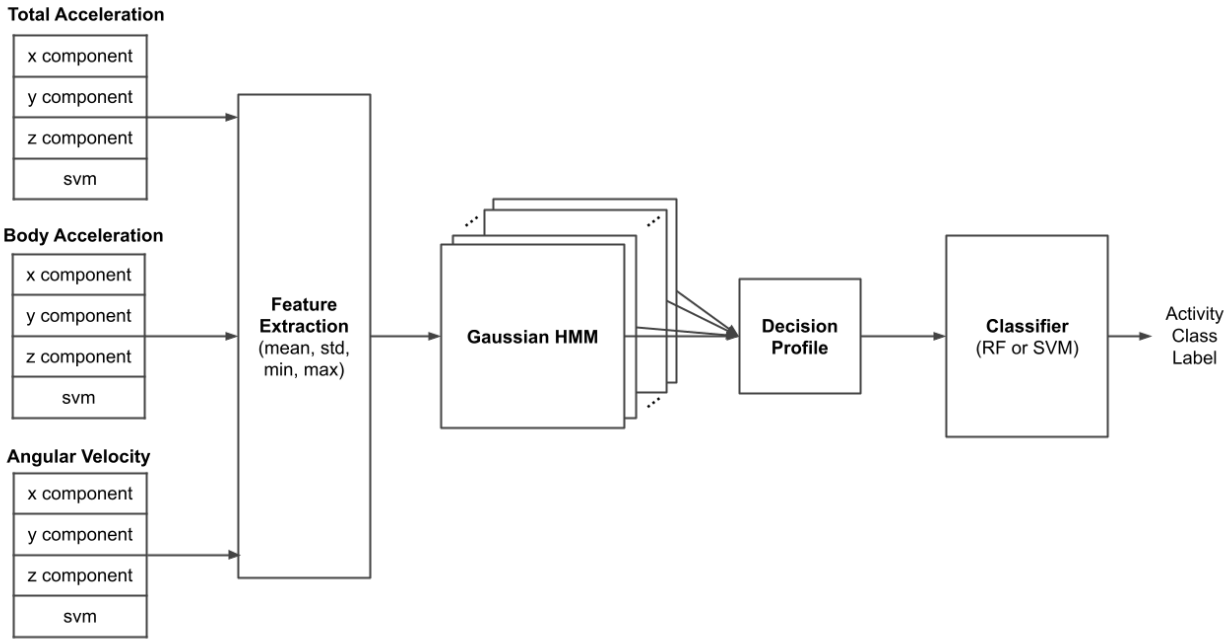 Total Acceleration
x component
y component
z component
svm
Body Acceleration
x component
y component
z component
svm
Angular Velocity
x component
y component
z component
svm
Feature
Extraction
(mean, std,
min, max)
Gaussian HMM
Decision
Profile
Classifier
(RF or SVM)
Activity
Class
Label